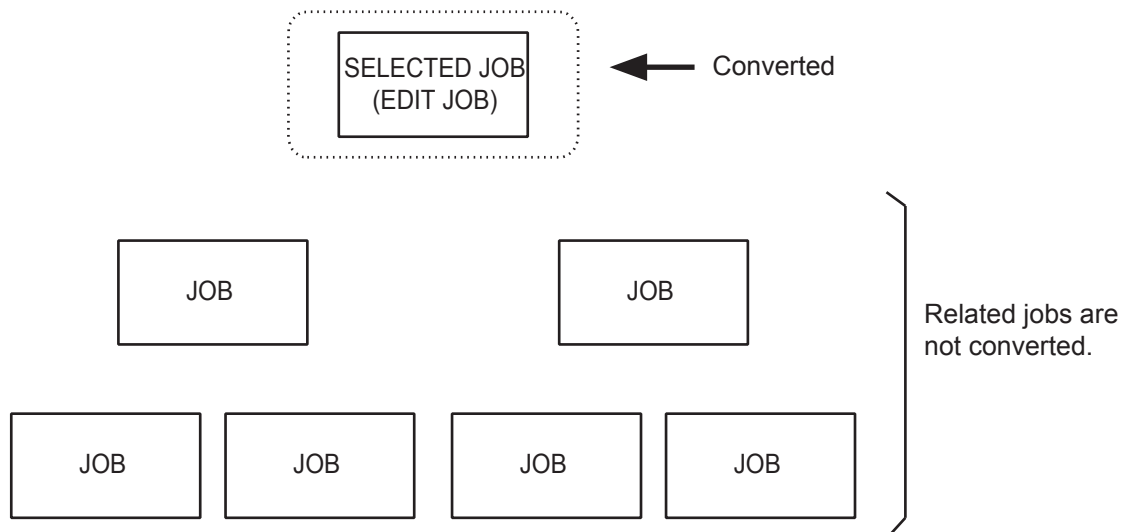 SELECTED JOB
(EDIT JOB)
Converted
JOB
JOB
Related jobs are
not converted.
JOB
JOB
JOB
JOB